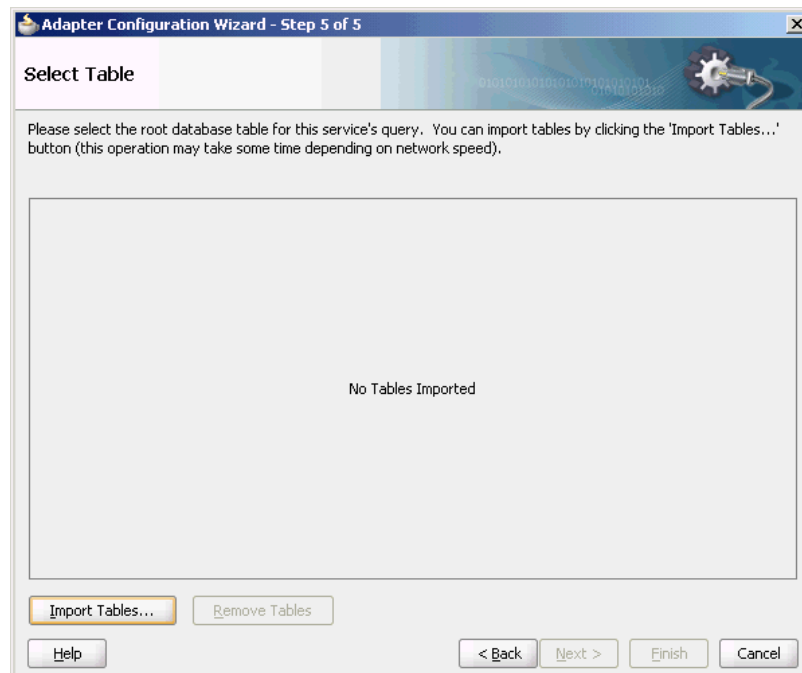 Adapter Configuration Wizard - Step 5 of 5
Select Table
Please select the root database table for this service's query. You can import tables by clicking the 'Import Tables...'
button (this operation may take some time depending on network speed).
No Tables Imported
Import Tables...
Remove Tables
Help
< Back
Next >
Finish
Cancel